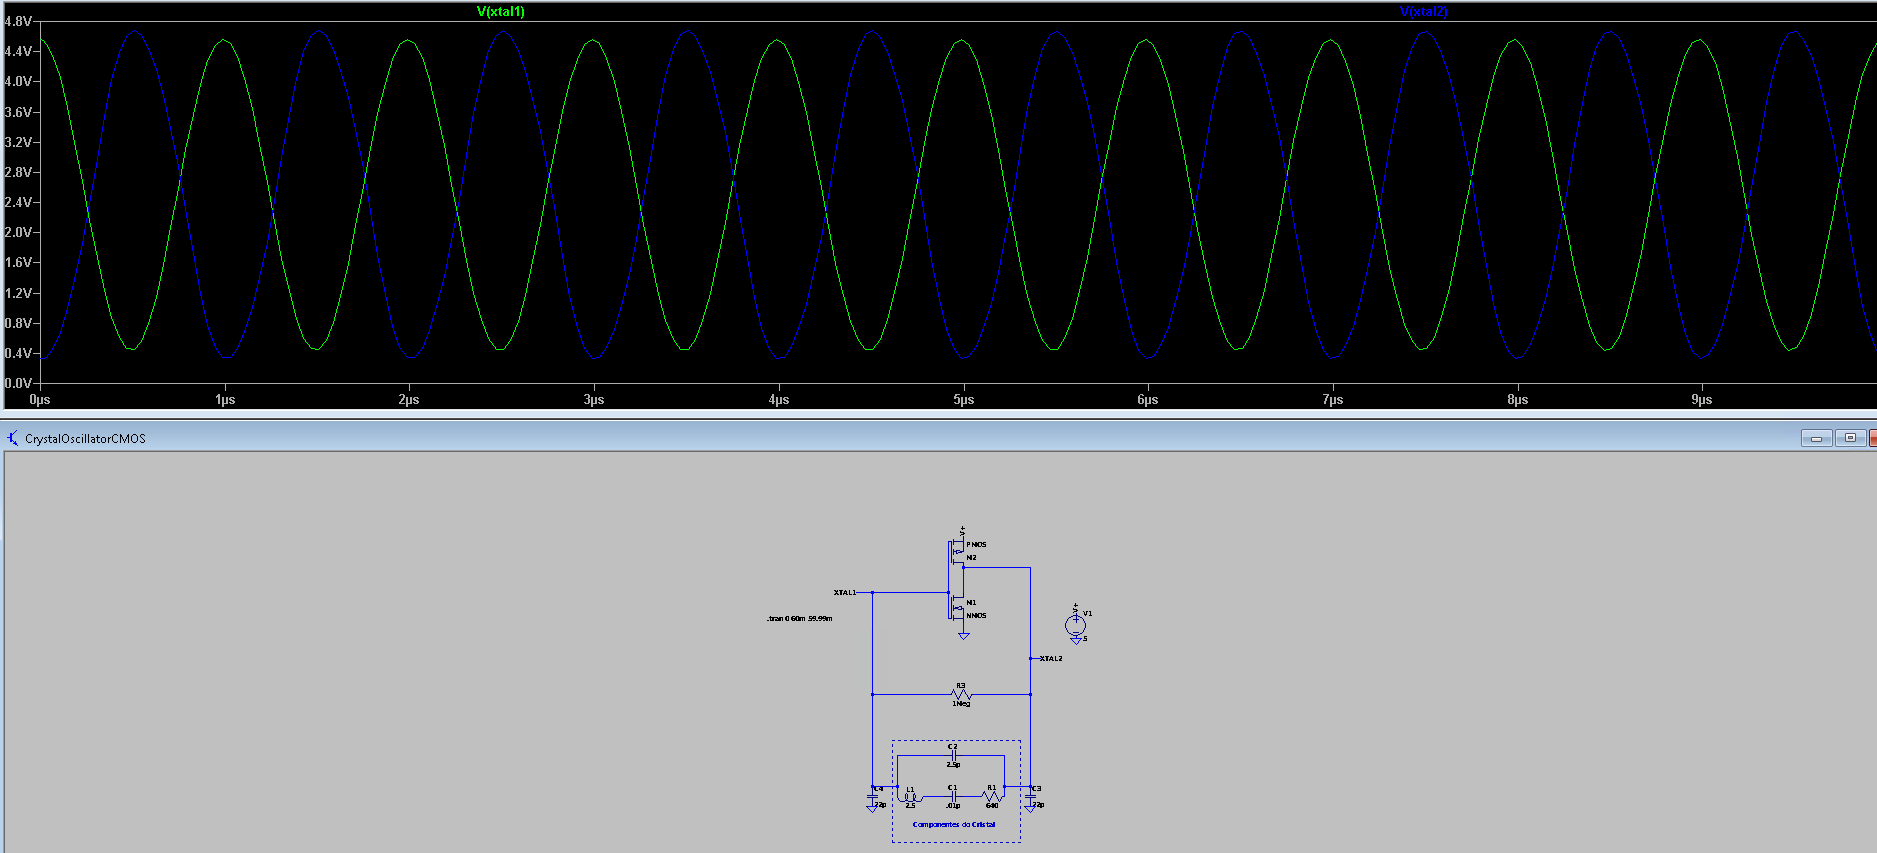 V(xtal1) V(xtal2)
4.8V
4.4V
4.0V
3.6V
3.2V
2.8V
2.4V
2.0V
1.6V
1.2V
0.8V
0.4V
0.0V
0µs 1µs 2µs 3µs 4µs 5µs 6µs 7µs 8µs 9µs
CrystalOscillatorCMOS
V+
PMOS
M2
XTAL1
M1
NMOS
.tran 0 60m 59.99m
V+
V1
5
XTAL2
R3
1Meg
C2
2.5p
C4
22p
L1
2.5
C1
.01p
R1
640
C3
22p
Componentes do Cristal